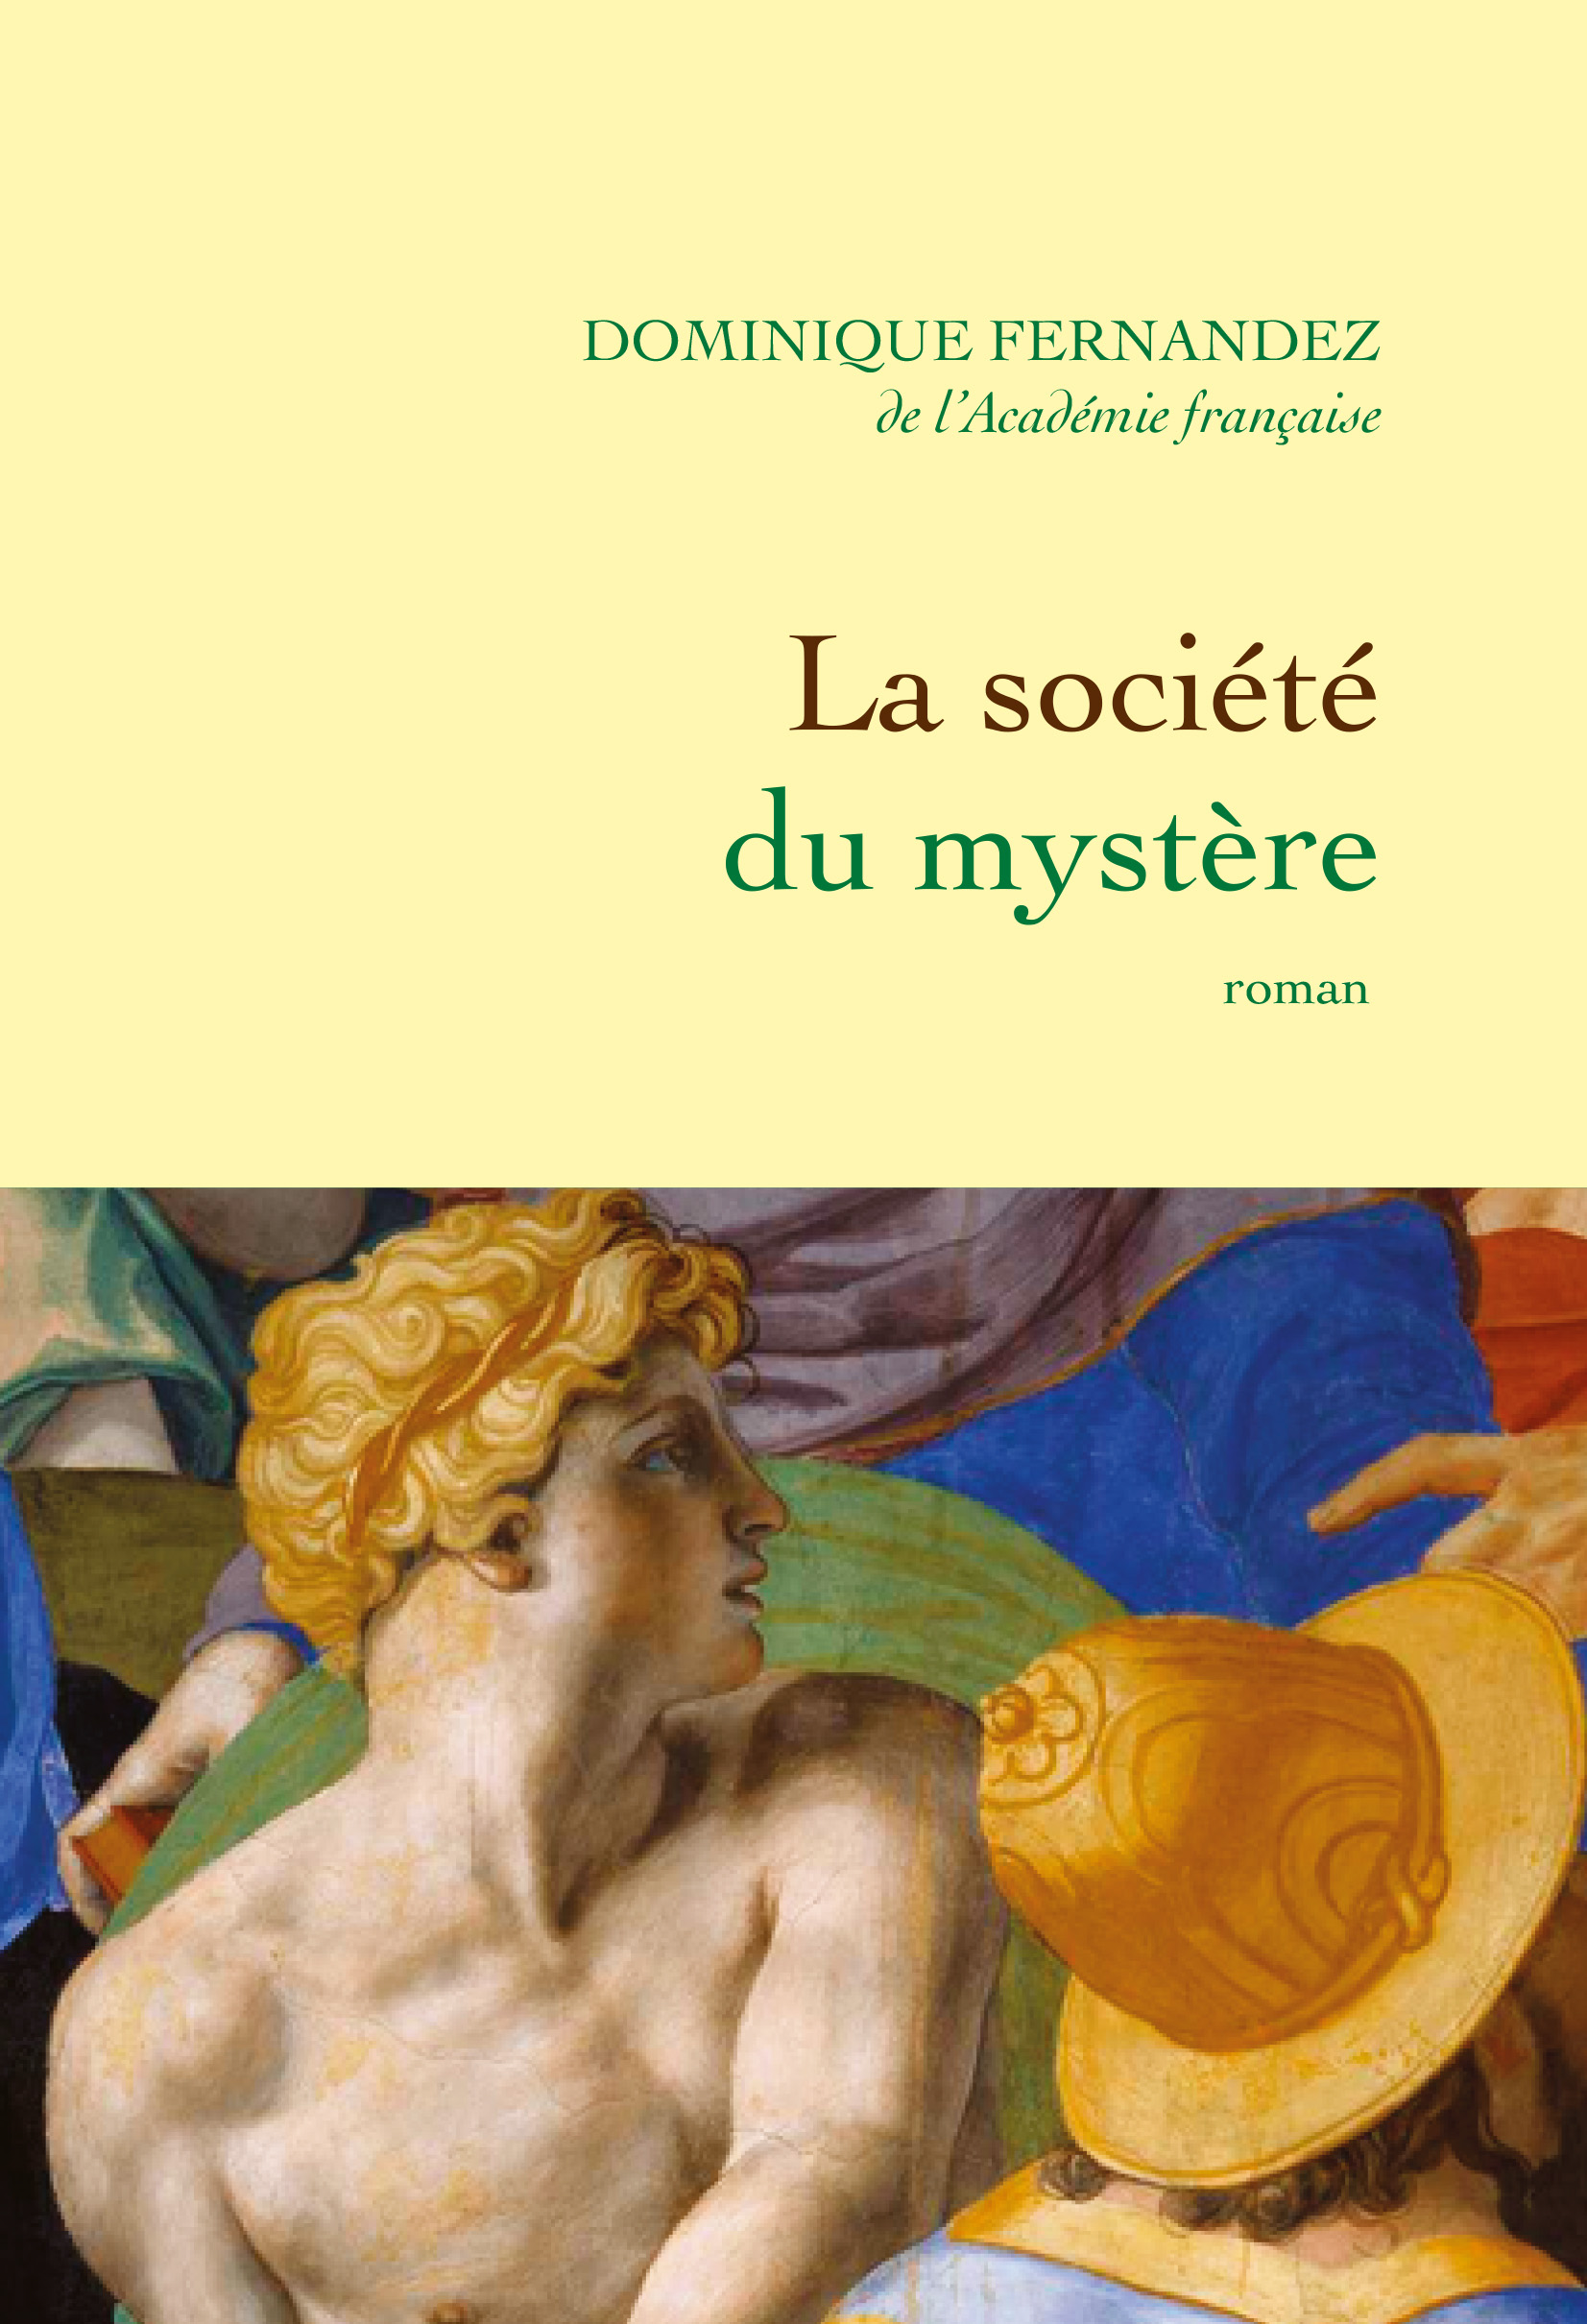 DOMINIQUE FERNANDEZ
de l'Académie française
La société
du mystère
roman